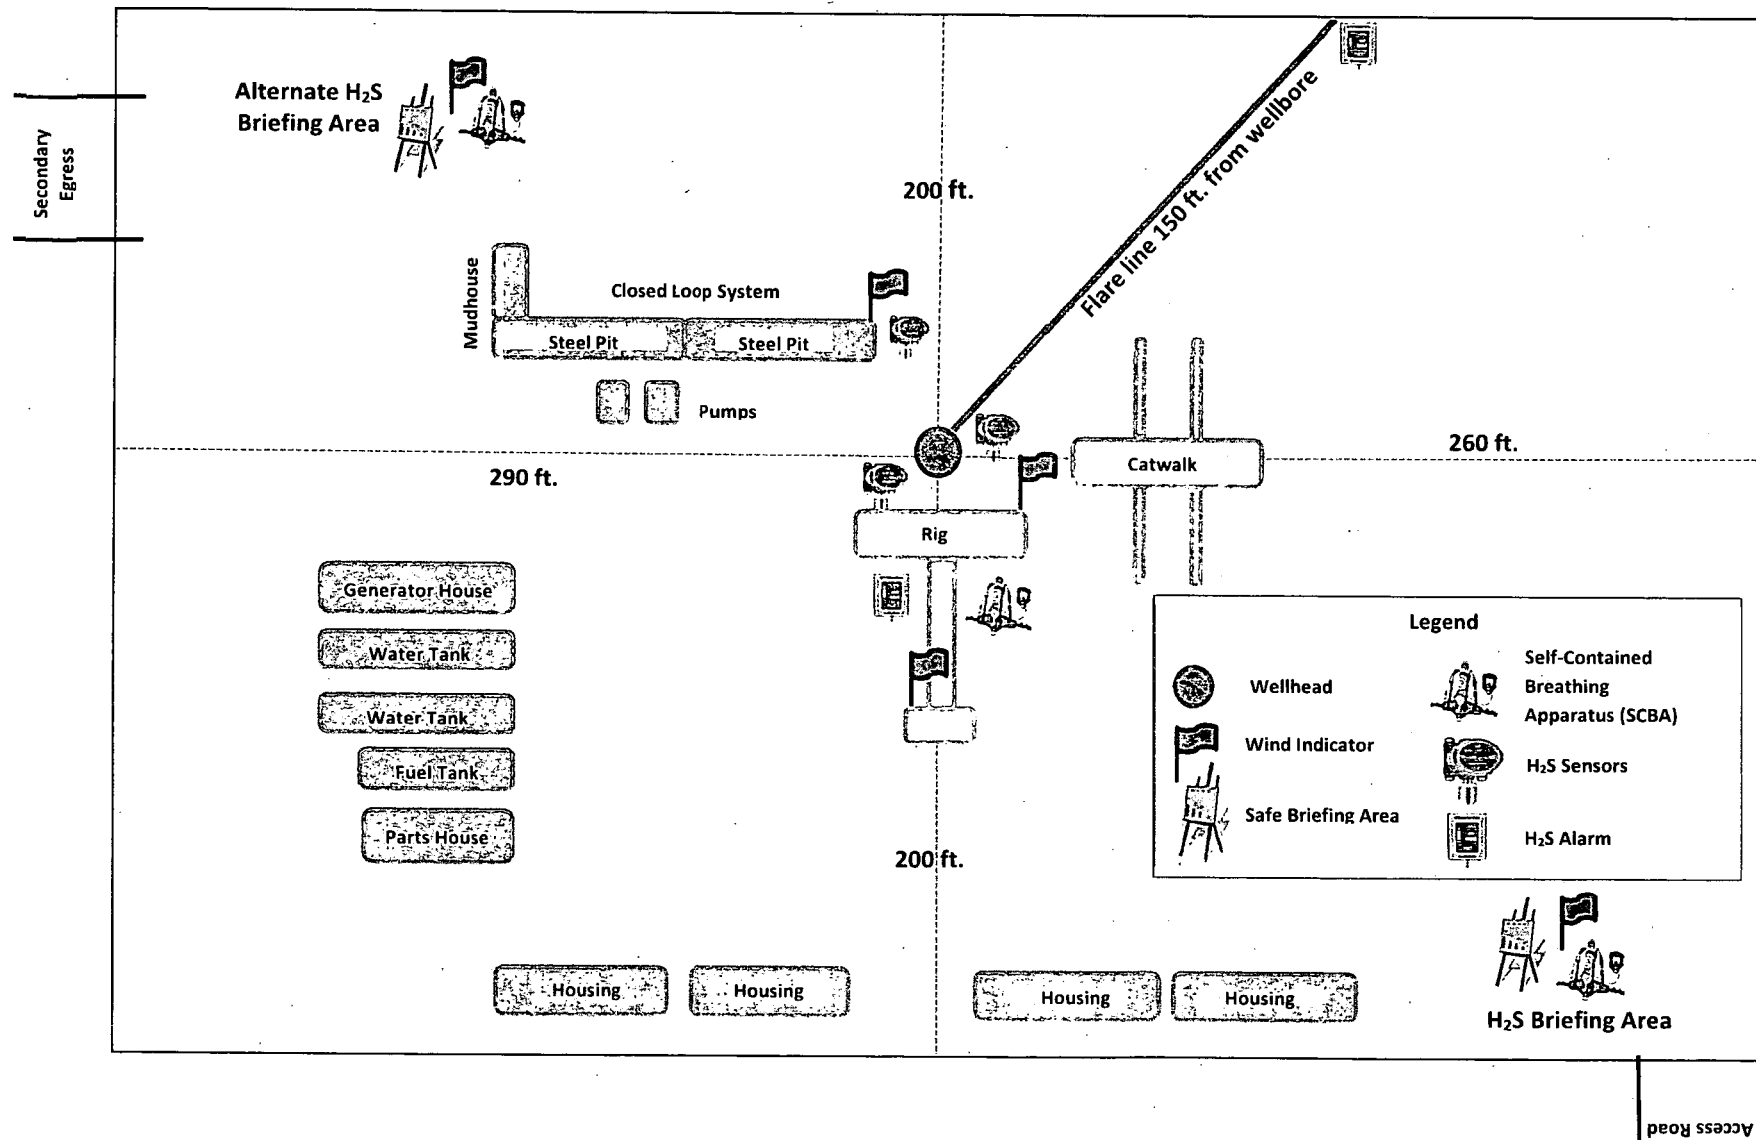 Alternate H₂S
Briefing Area
Secondary
Egress
200 ft.
Flare line 150 ft. from wellbore
Mudhouse
Closed Loop System
Steel Pit
Steel Pit
Pumps
290 ft.
260 ft.
Catwalk
Rig
Generator House
Water Tank
Water Tank
Fuel Tank
Parts House
200 ft.
Legend
Wellhead
Wind Indicator
Safe Briefing Area
Self-Contained
Breathing
Apparatus (SCBA)
H₂S Sensors
H₂S Alarm
Housing
Housing
Housing
Housing
H₂S Briefing Area
Access Road